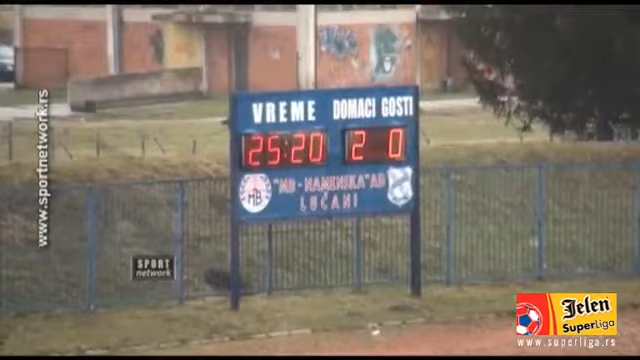 www.sportnetwork.rs
VREME DOMACI GOSTI
25:20 2 0
MB
"MB - NAMENSKA" AD
LUČANI
SPORT
network
Jelen
SuperLiga
www.superliga.rs